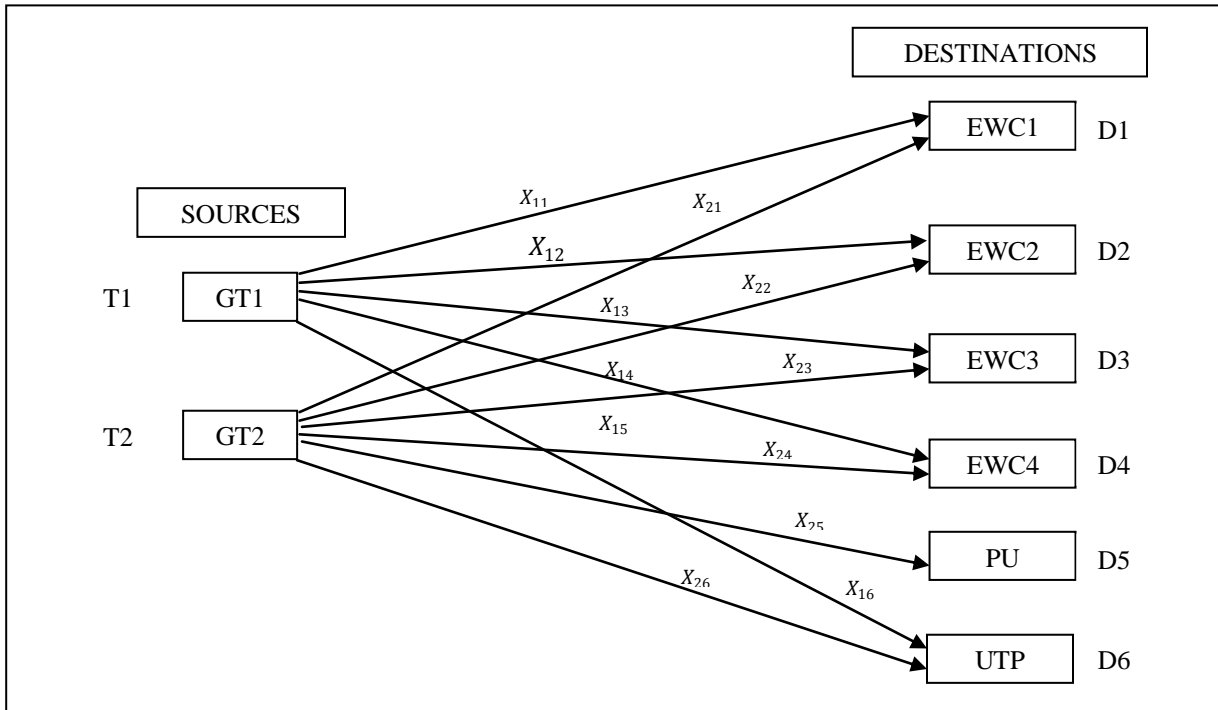 DESTINATIONS
EWC1 D1
X₁₁
X₂₁
SOURCES
X₁₂
EWC2 D2
T1 GT1
X₂₂
X₁₃
EWC3 D3
X₂₃
X₁₄
T2 GT2
X₁₅
X₂₄
EWC4 D4
X₂₅
PU D5
X₂₆
X₁₆
UTP D6